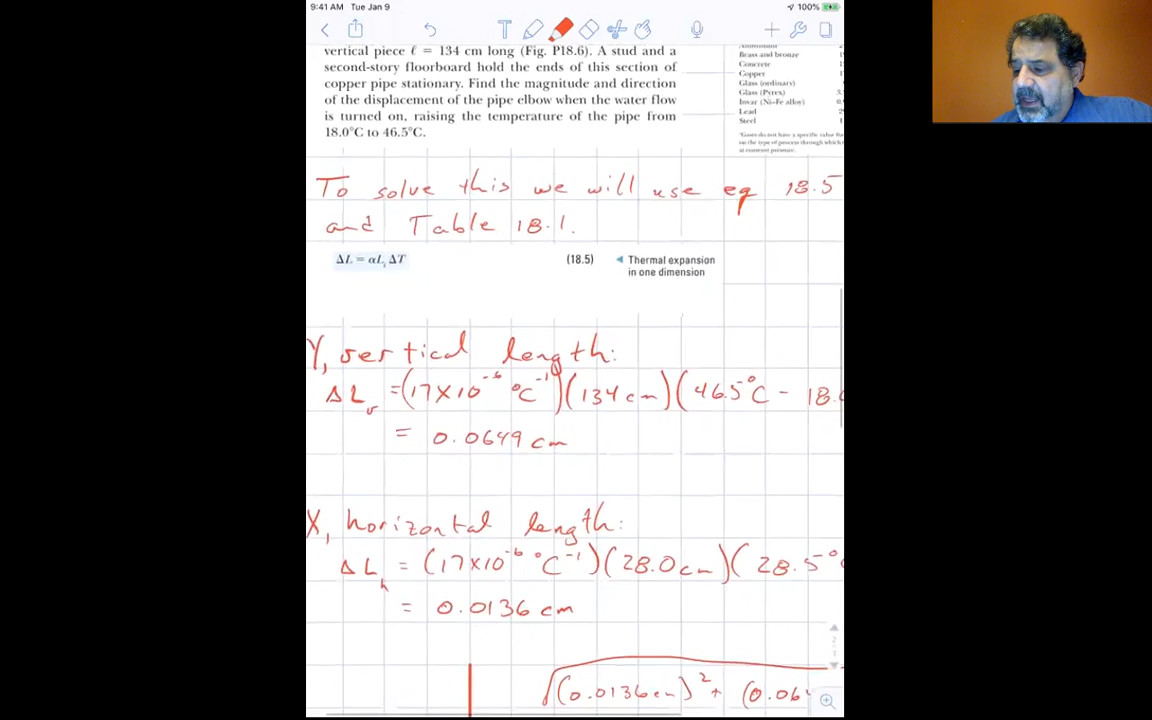 9:41 AM Tue Jan 9
100%
vertical piece ℓ = 134 cm long (Fig. P18.6). A stud and a
second-story floorboard hold the ends of this section of
copper pipe stationary. Find the magnitude and direction
of the displacement of the pipe elbow when the water flow
is turned on, raising the temperature of the pipe from
18.0°C to 46.5°C.
Brass and bronze
Concrete
Copper
Glass (ordinary)
Glass (Pyrex)
Invar (Ni–Fe alloy)
Lead
Steel
To solve this we will use eq 18.5
and Table 18.1.
ΔL = αLᵢ ΔT (18.5) ◀ Thermal expansion
in one dimension
Y, vertical length:
ΔLᵥ = (17×10⁻⁶ °C⁻¹)(134 cm)(46.5°C - 18.
= 0.0649 cm
X, horizontal length:
ΔLₕ = (17×10⁻⁶ °C⁻¹)(28.0cm)(28.5°
= 0.0136 cm
√(0.0136cm)² + (0.06